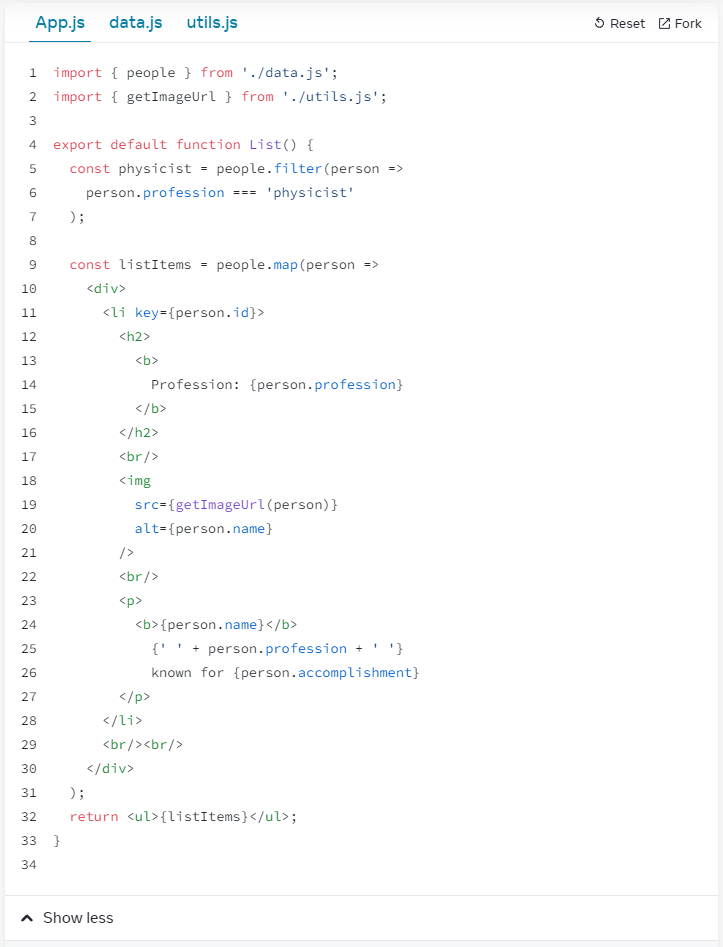 App.js data.js utils.js Reset Fork
1 import { people } from './data.js';
2 import { getImageUrl } from './utils.js';
3
4 export default function List() {
5 const physicist = people.filter(person =>
6 person.profession === 'physicist'
7 );
8
9 const listItems = people.map(person =>
10 <div>
11 <li key={person.id}>
12 <h2>
13 <b>
14 Profession: {person.profession}
15 </b>
16 </h2>
17 <br/>
18 <img
19 src={getImageUrl(person)}
20 alt={person.name}
21 />
22 <br/>
23 <p>
24 <b>{person.name}</b>
25 {' ' + person.profession + ' '}
26 known for {person.accomplishment}
27 </p>
28 </li>
29 <br/><br/>
30 </div>
31 );
32 return <ul>{listItems}</ul>;
33 }
34
Show less